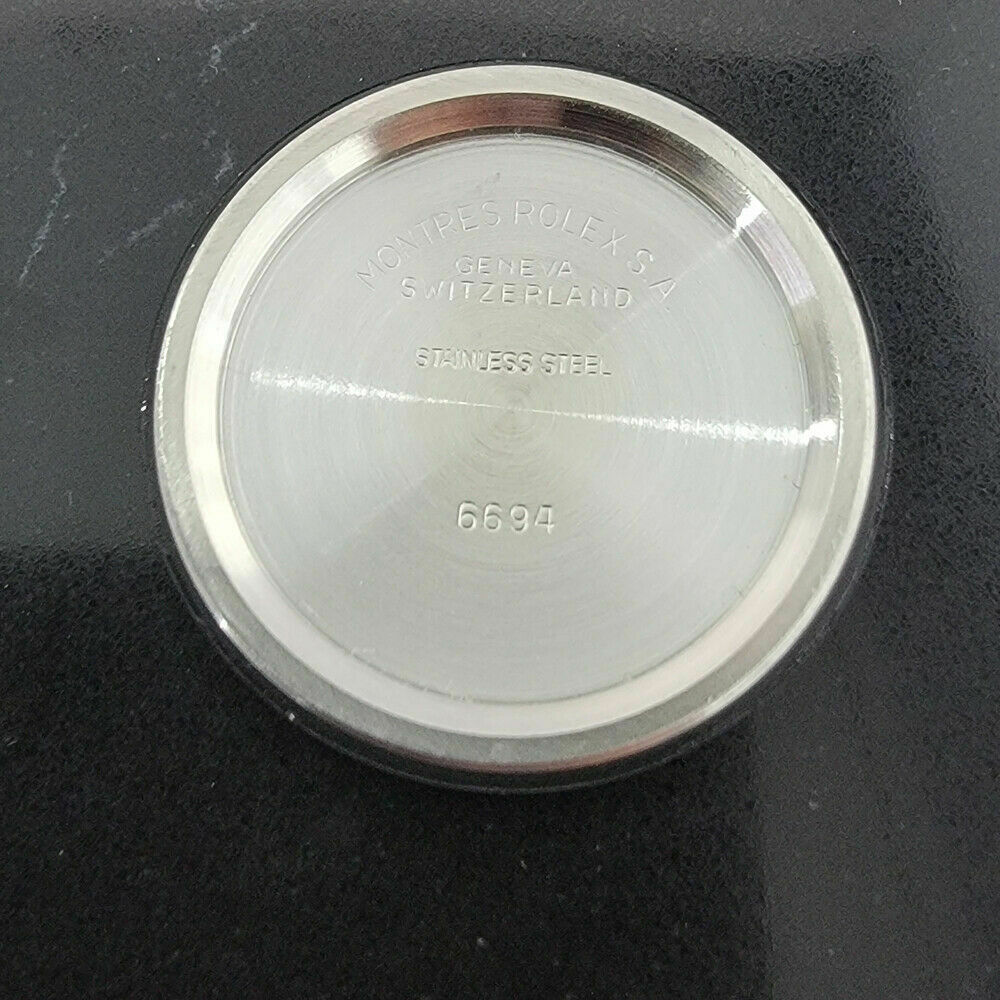 MONTRES ROLEX S.A.
GENEVA
SWITZERLAND
STAINLESS STEEL
6694